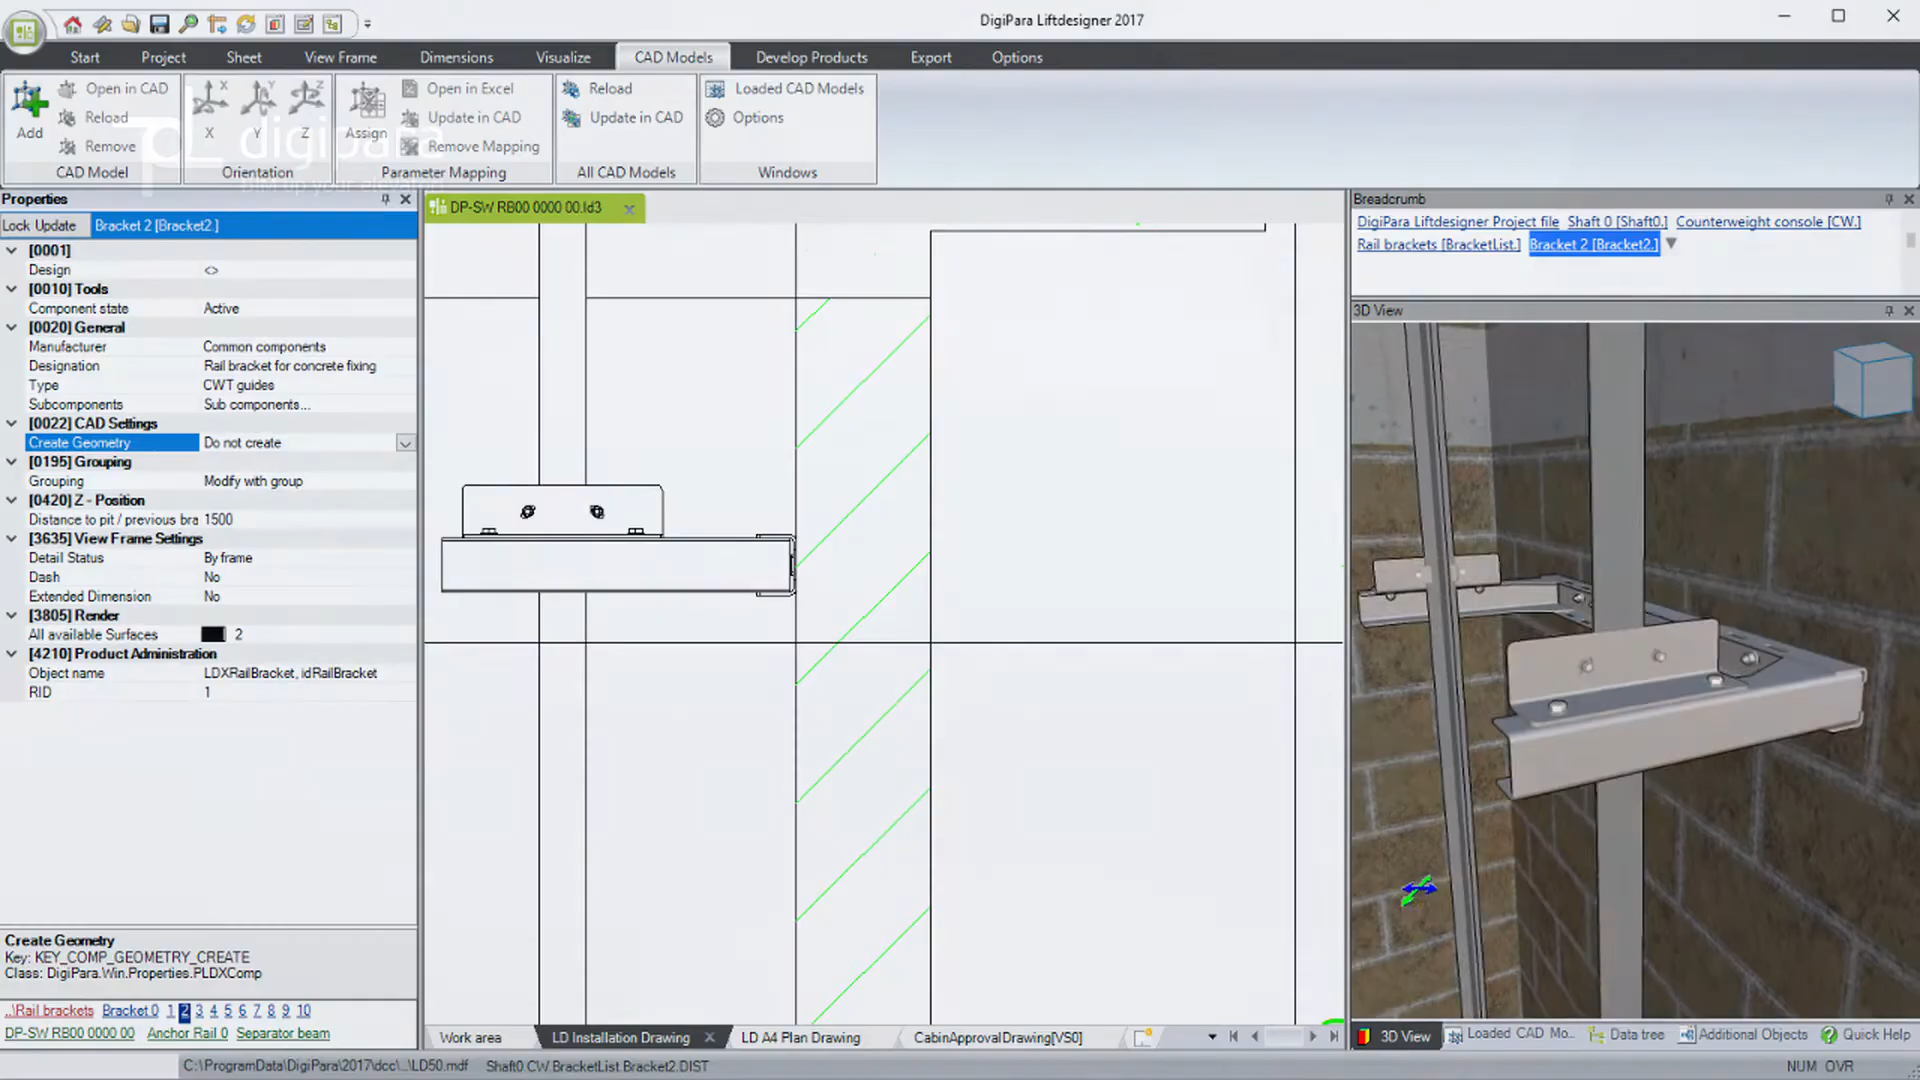 DigiPara Liftdesigner 2017
Start Project Sheet View Frame Dimensions Visualize CAD Models Develop Products Export Options
Add
Open in CAD
Reload
Remove
CAD Model
X Y Z
Orientation
Assign
Open in Excel
Update in CAD
Remove Mapping
Parameter Mapping
Reload
Update in CAD
All CAD Models
Loaded CAD Models
Options
Windows
digipara
Properties
Lock Update Bracket 2 [Bracket2.]
[0001]
Design <>
[0010] Tools
Component state Active
[0020] General
Manufacturer Common components
Designation Rail bracket for concrete fixing
Type CWT guides
Subcomponents Sub components...
[0022] CAD Settings
Create Geometry Do not create
[0195] Grouping
Grouping Modify with group
[0420] Z - Position
Distance to pit / previous bra 1500
[3635] View Frame Settings
Detail Status By frame
Dash No
Extended Dimension No
[3805] Render
All available Surfaces 2
[4210] Product Administration
Object name LDXRailBracket, idRailBracket
RID 1
Create Geometry
Key: KEY_COMP_GEOMETRY_CREATE
Class: DigiPara.Win.Properties.PLDXComp
..\Rail brackets Bracket 0 1 2 3 4 5 6 7 8 9 10
DP-SW RB00 0000 00 Anchor Rail 0 Separator beam
DP-SW RB00 0000 00.ld3
Work area LD Installation Drawing LD A4 Plan Drawing CabinApprovalDrawing[VS0]
Breadcrumb
DigiPara Liftdesigner Project file Shaft 0 [Shaft0.] Counterweight console [CW.]
Rail brackets [BracketList.] Bracket 2 [Bracket2.]
3D View
3D View Loaded CAD Mo... Data tree Additional Objects Quick Help
C:\ProgramData\DigiPara\2017\dcc\...\LD50.mdf Shaft0.CW.BracketList.Bracket2.DIST
NUM OVR